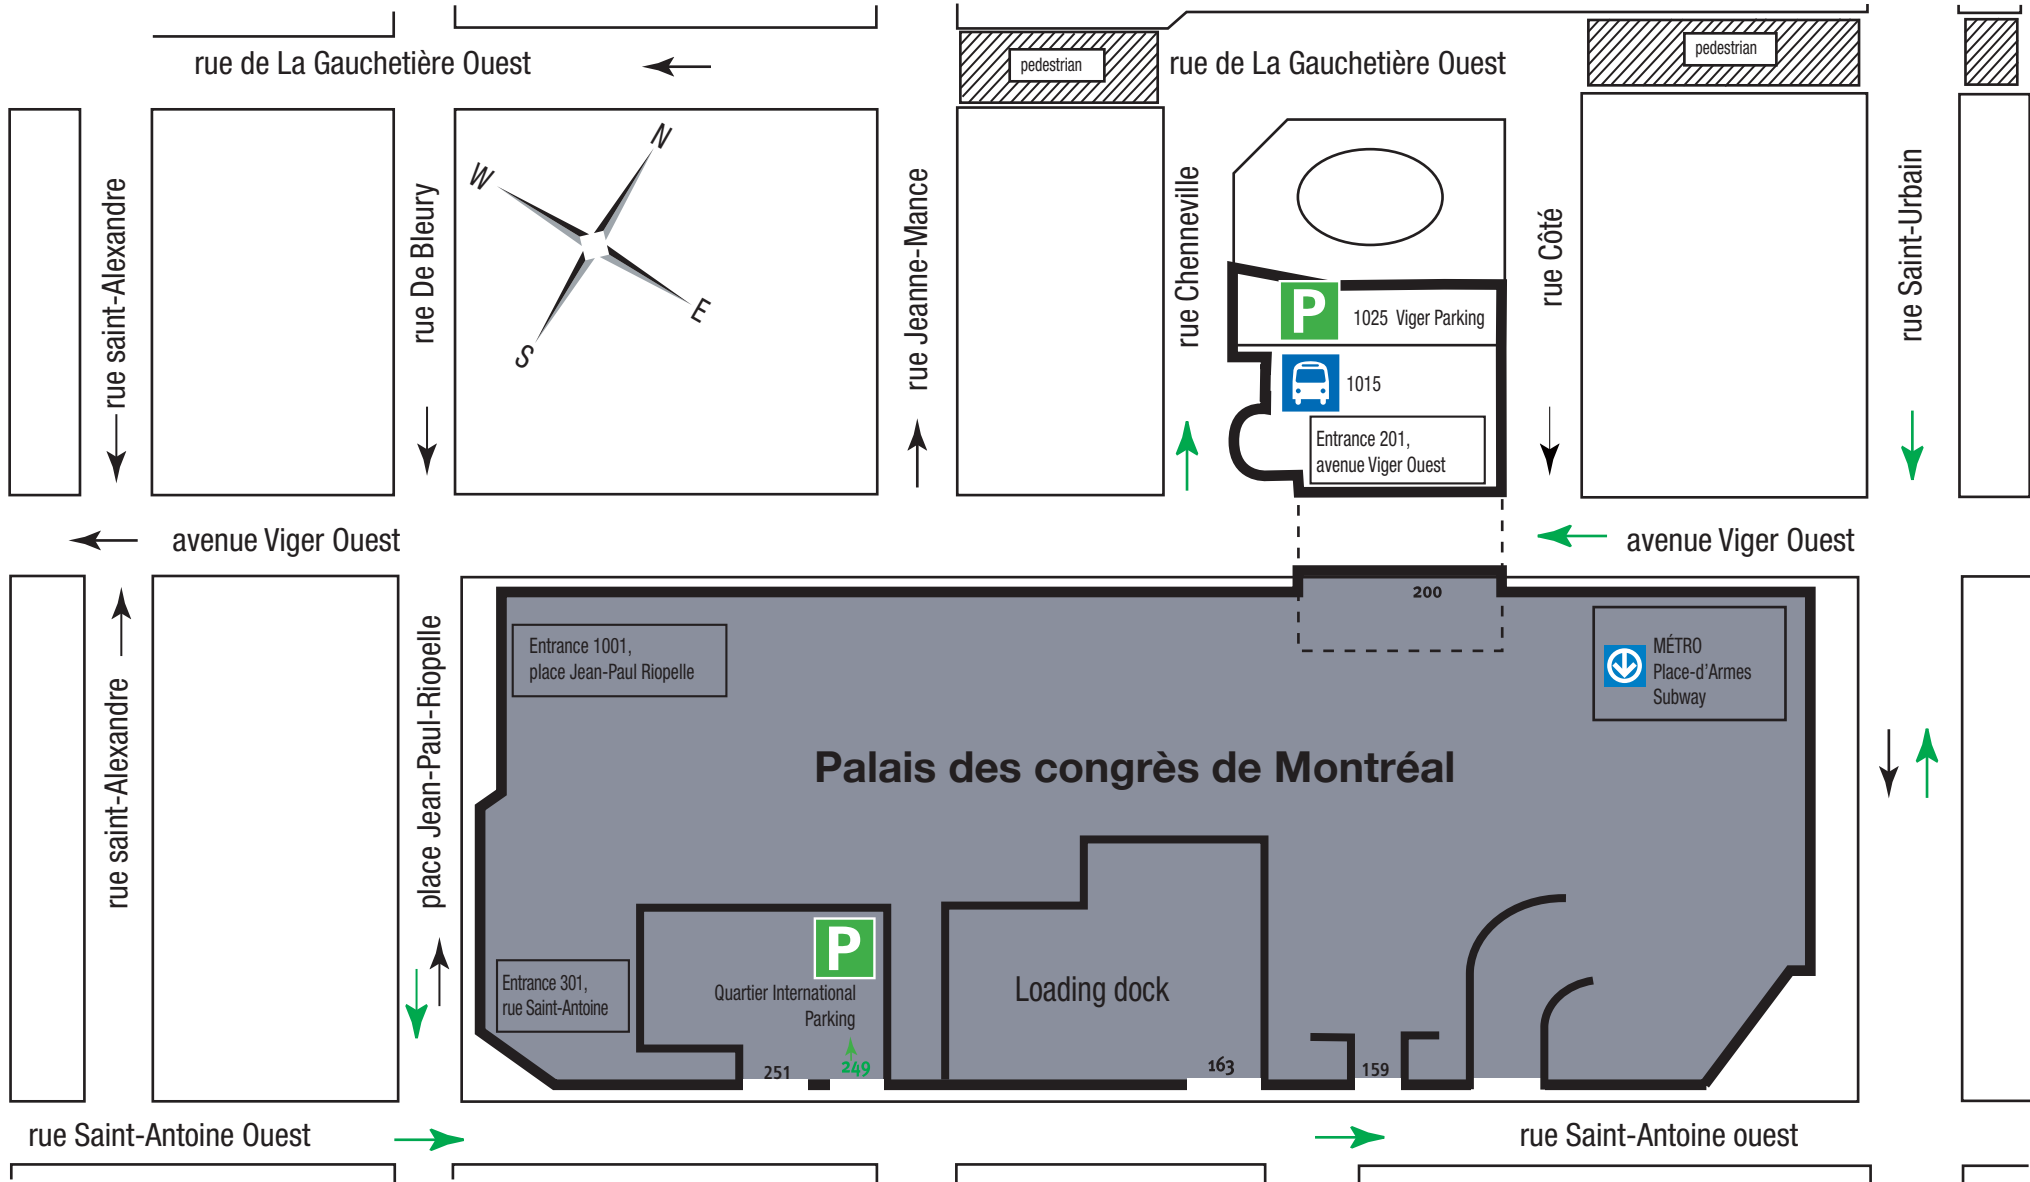 rue de La Gauchetière Ouest
pedestrian
rue de La Gauchetière Ouest
pedestrian
rue saint-Alexandre
rue De Bleury
N
W
E
S
rue Jeanne-Mance
rue Chenneville
P
1025 Viger Parking
1015
Entrance 201,
avenue Viger Ouest
rue Côté
rue Saint-Urbain
avenue Viger Ouest
avenue Viger Ouest
rue saint-Alexandre
place Jean-Paul-Riopelle
Entrance 1001,
place Jean-Paul Riopelle
200
MÉTRO
Place-d'Armes
Subway
Palais des congrès de Montréal
Entrance 301,
rue Saint-Antoine
P
Quartier International
Parking
251
249
Loading dock
163
159
rue Saint-Antoine Ouest
rue Saint-Antoine ouest